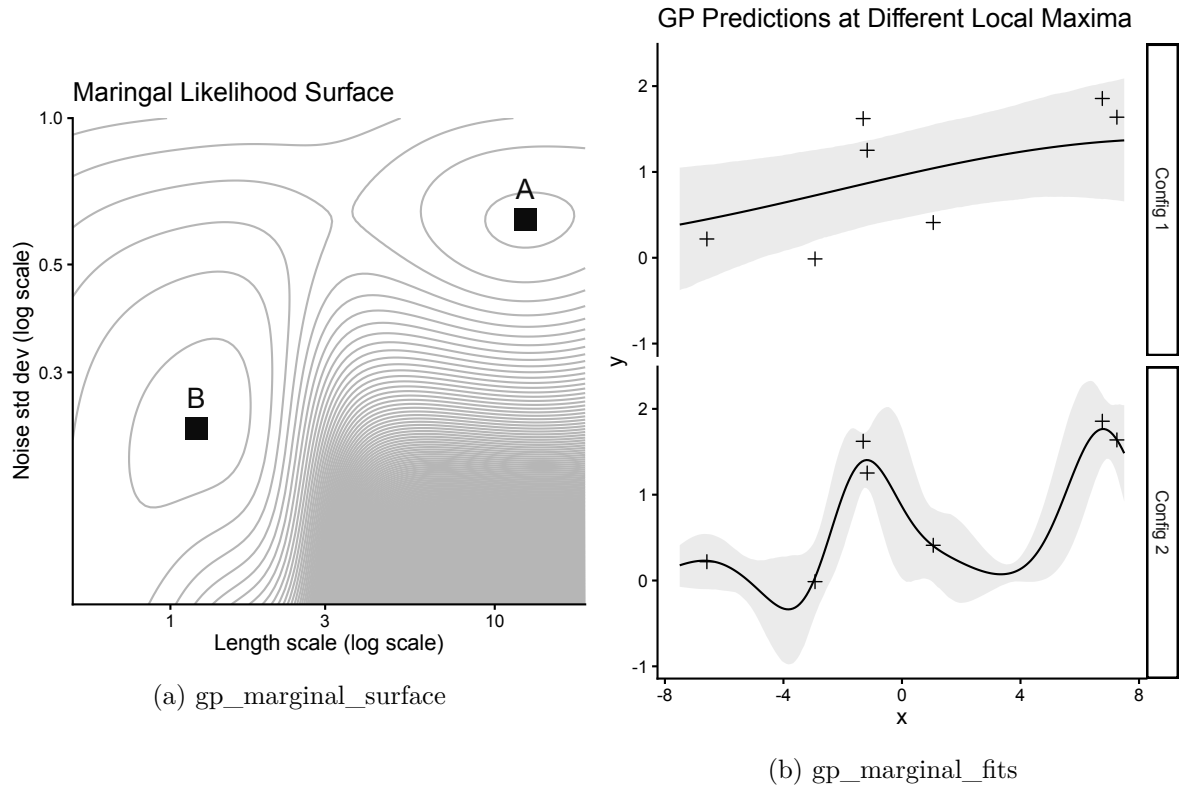 Maringal Likelihood Surface
1.0
0.5
0.3
Noise std dev (log scale)
A
B
1
3
10
Length scale (log scale)
(a) gp_marginal_surface
GP Predictions at Different Local Maxima
2
1
0
-1
Config 1
y
2
1
0
-1
Config 2
-8
-4
0
4
8
x
(b) gp_marginal_fits